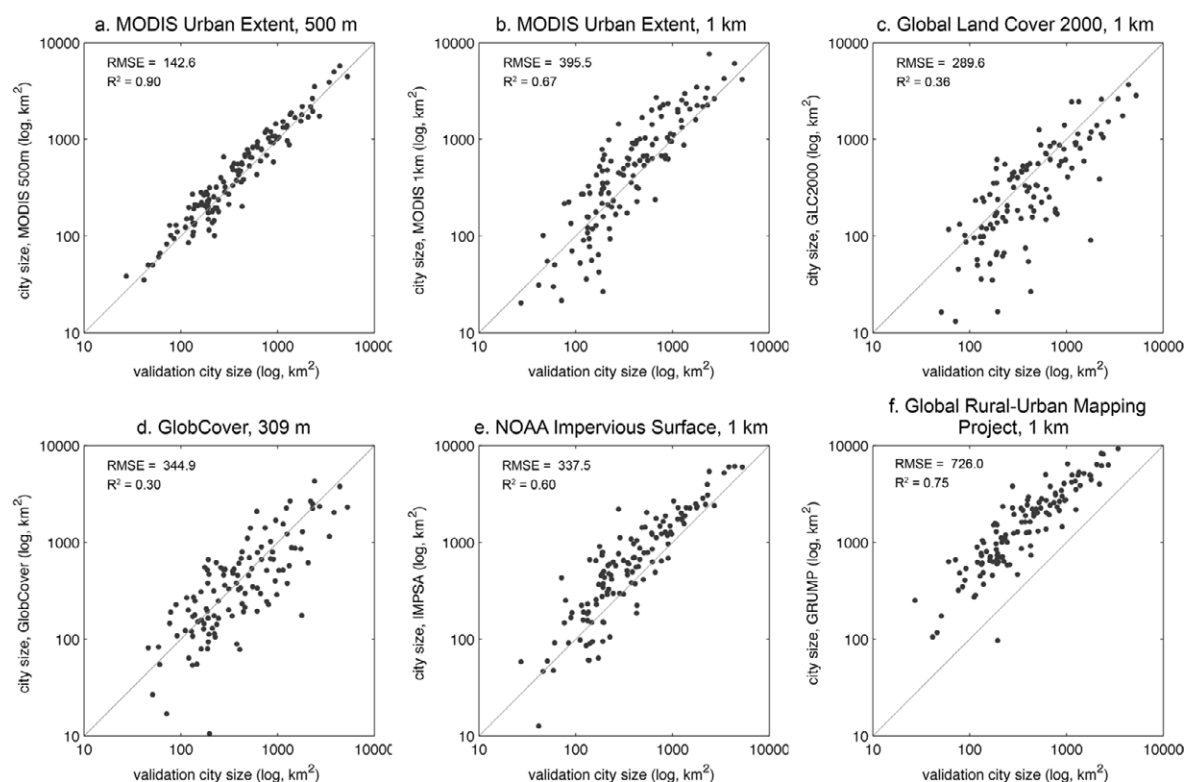 a. MODIS Urban Extent, 500 m
10000
1000
100
10
city size, MODIS 500m (log, km²)
RMSE = 142.6
R² = 0.90
10 100 1000 10000
validation city size (log, km²)
b. MODIS Urban Extent, 1 km
10000
1000
100
10
city size, MODIS 1km (log, km²)
RMSE = 395.5
R² = 0.67
10 100 1000 10000
validation city size (log, km²)
c. Global Land Cover 2000, 1 km
10000
1000
100
10
city size, GLC2000 (log, km²)
RMSE = 289.6
R² = 0.36
10 100 1000 10000
validation city size (log, km²)
d. GlobCover, 309 m
10000
1000
100
10
city size, GlobCover (log, km²)
RMSE = 344.9
R² = 0.30
10 100 1000 10000
validation city size (log, km²)
e. NOAA Impervious Surface, 1 km
10000
1000
100
10
city size, IMPSA (log, km²)
RMSE = 337.5
R² = 0.60
10 100 1000 10000
validation city size (log, km²)
f. Global Rural-Urban Mapping
Project, 1 km
10000
1000
100
10
city size, GRUMP (log, km²)
RMSE = 726.0
R² = 0.75
10 100 1000 10000
validation city size (log, km²)